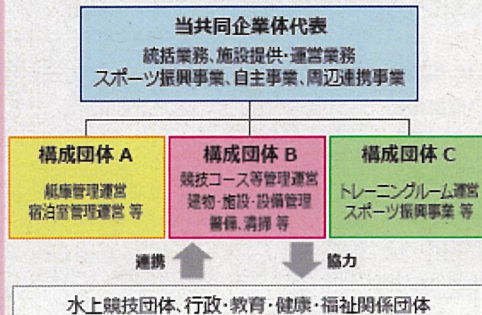 当共同企業体代表
統括業務、施設提供・運営業務
スポーツ振興事業、自主事業、周辺連携事業
構成団体 A
艇庫管理運営
宿泊室管理運営 等
構成団体 B
競技コース等管理運営
建物・施設・設備管理
警備、清掃 等
構成団体 C
トレーニングルーム運営
スポーツ振興事業 等
連携
協力
水上競技団体、行政・教育・健康・福祉関係団体